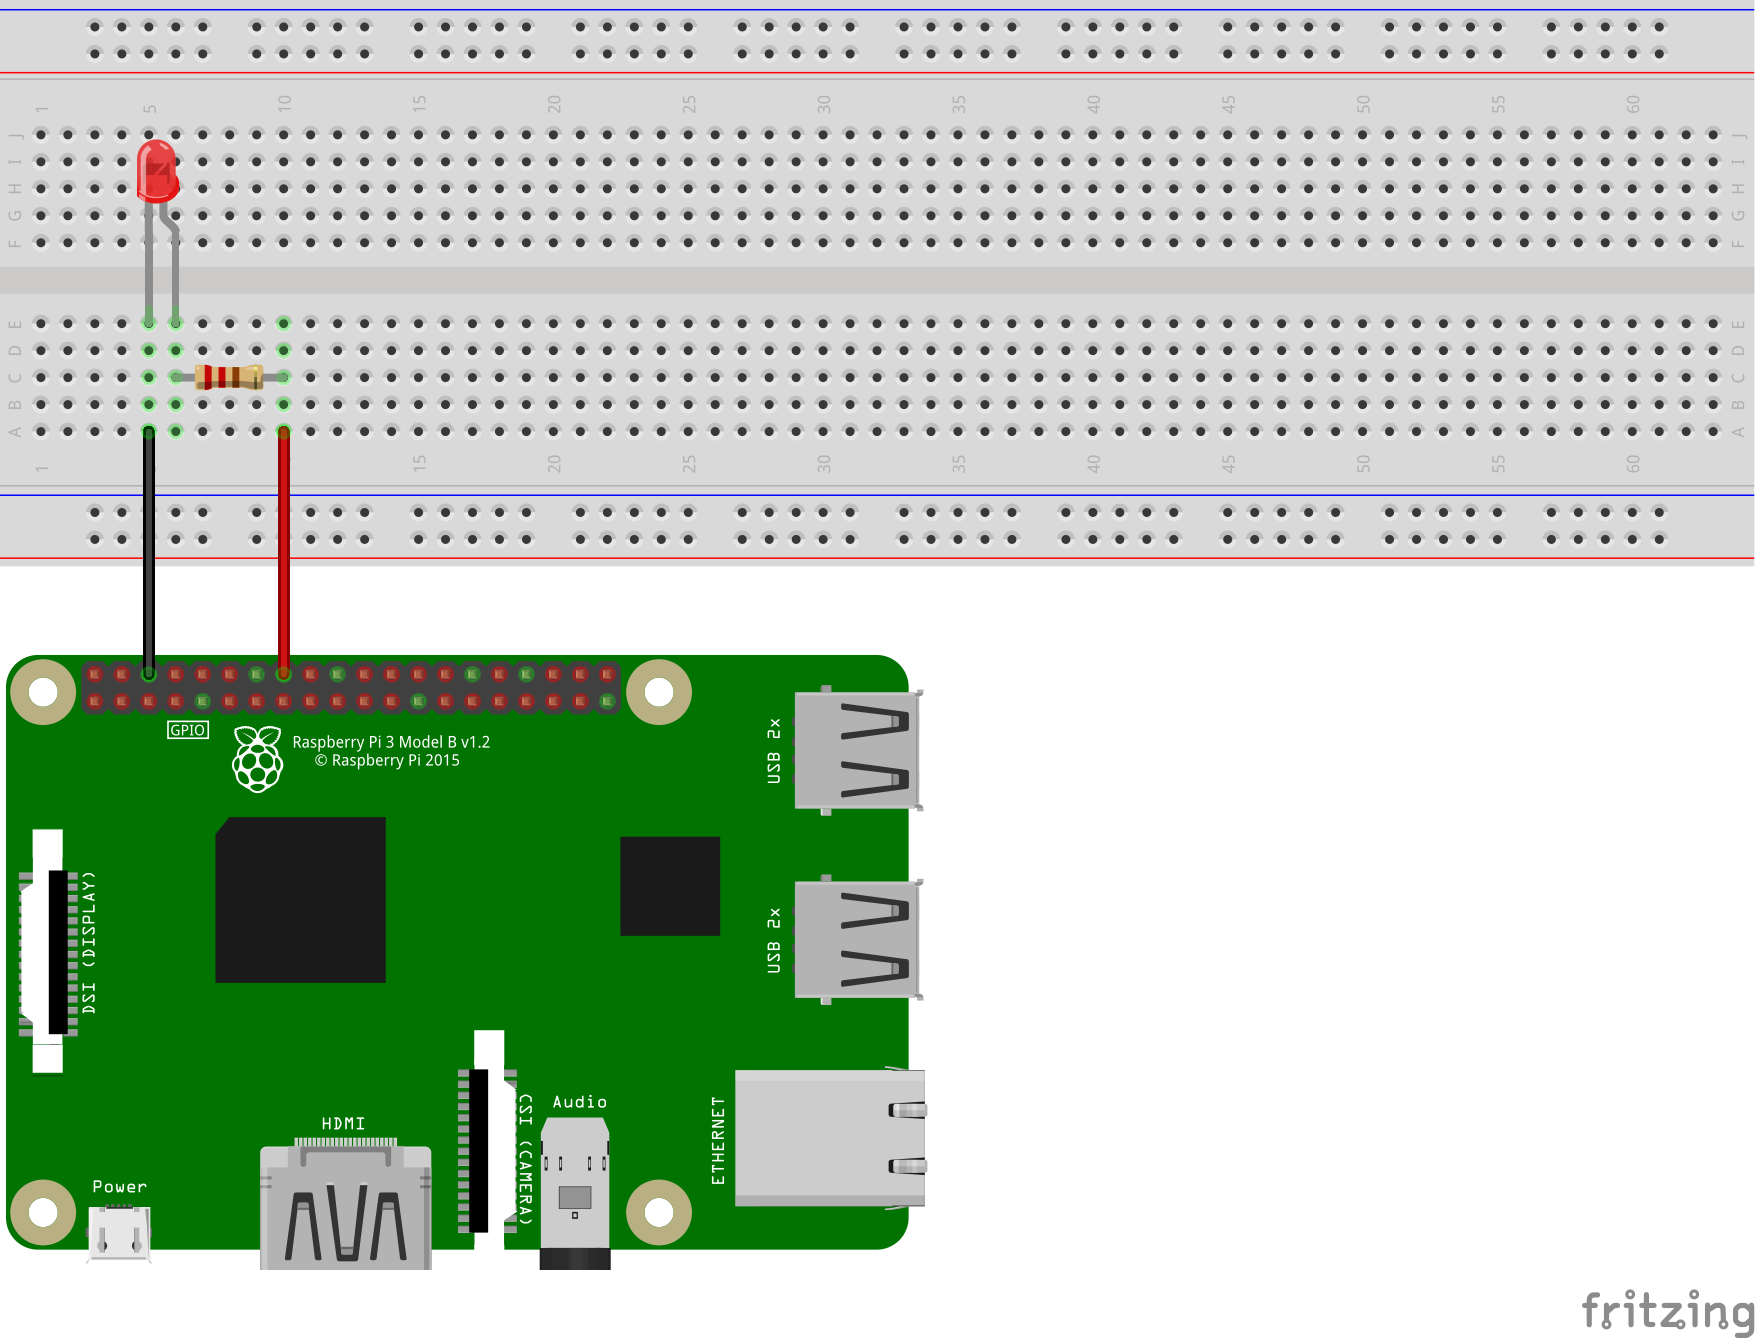 1 5 10 15 20 25 30 35 40 45 50 55 60
J J
I I
H H
G G
F F
E E
D D
C C
B B
A A
1 15 20 25 30 35 40 45 50 55 60
GPIO
Raspberry Pi 3 Model B v1.2
© Raspberry Pi 2015
USB 2x
DSI (DISPLAY)
USB 2x
HDMI
CSI (CAMERA)
Audio
ETHERNET
Power
fritzing